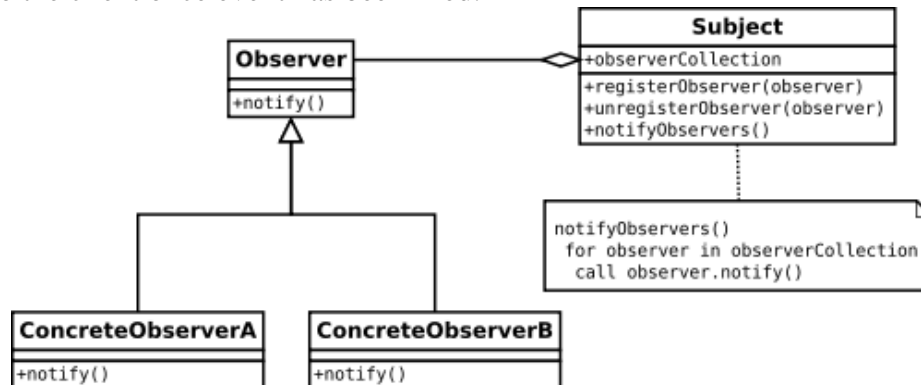 Observer
+notify()
Subject
+observerCollection
+registerObserver(observer)
+unregisterObserver(observer)
+notifyObservers()
notifyObservers()
for observer in observerCollection
call observer.notify()
ConcreteObserverA
+notify()
ConcreteObserverB
+notify()